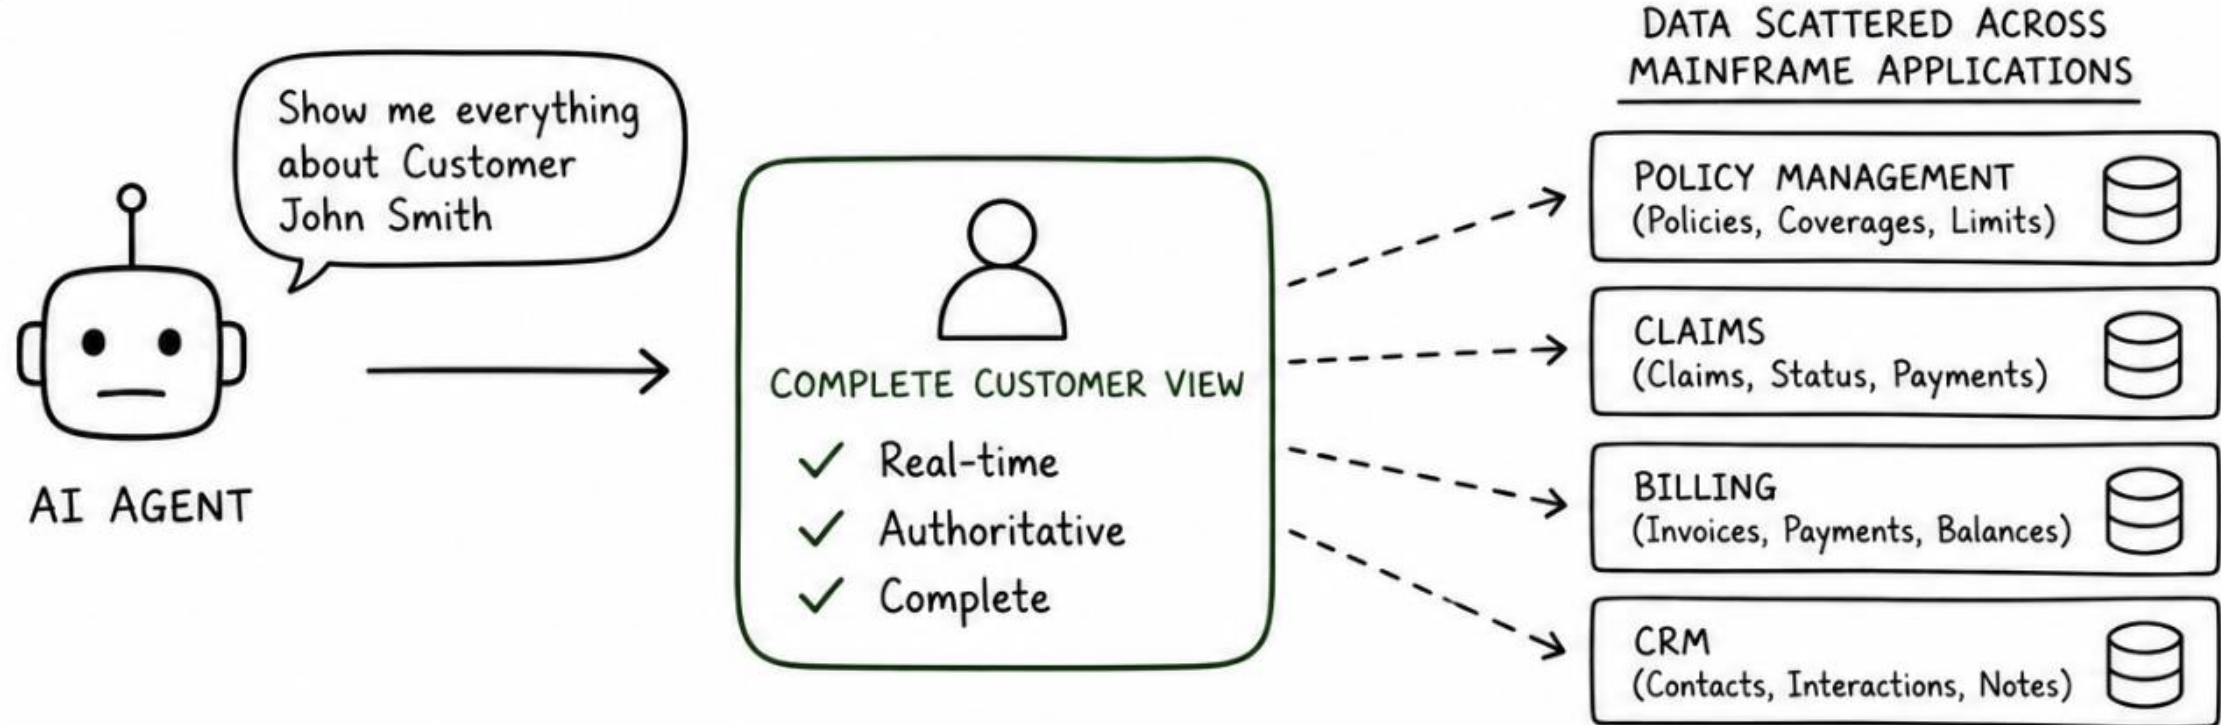 Show me everything
about Customer
John Smith
AI AGENT
COMPLETE CUSTOMER VIEW
✓ Real-time
✓ Authoritative
✓ Complete
DATA SCATTERED ACROSS
MAINFRAME APPLICATIONS
POLICY MANAGEMENT
(Policies, Coverages, Limits)
CLAIMS
(Claims, Status, Payments)
BILLING
(Invoices, Payments, Balances)
CRM
(Contacts, Interactions, Notes)